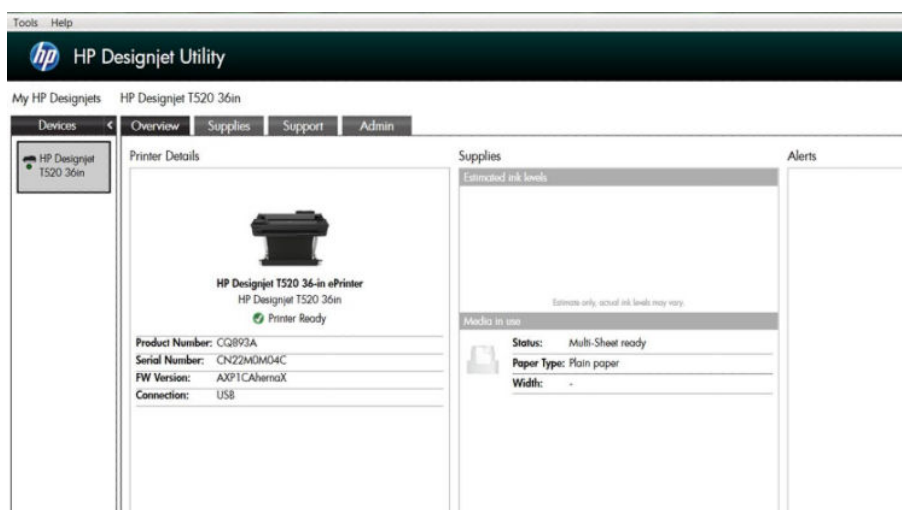 Tools Help
hp HP Designjet Utility
My HP Designjets HP Designjet T520 36in
Devices < Overview Supplies Support Admin
HP Designjet
T520 36in
Printer Details
HP Designjet T520 36-in ePrinter
HP Designjet T520 36in
Printer Ready
Product Number: CQ893A
Serial Number: CN22M0M04C
FW Version: AXP1CAhernaX
Connection: USB
Supplies
Estimated ink levels
Estimate only, actual ink levels may vary.
Media in use
Status: Multi-Sheet ready
Paper Type: Plain paper
Width: -
Alerts